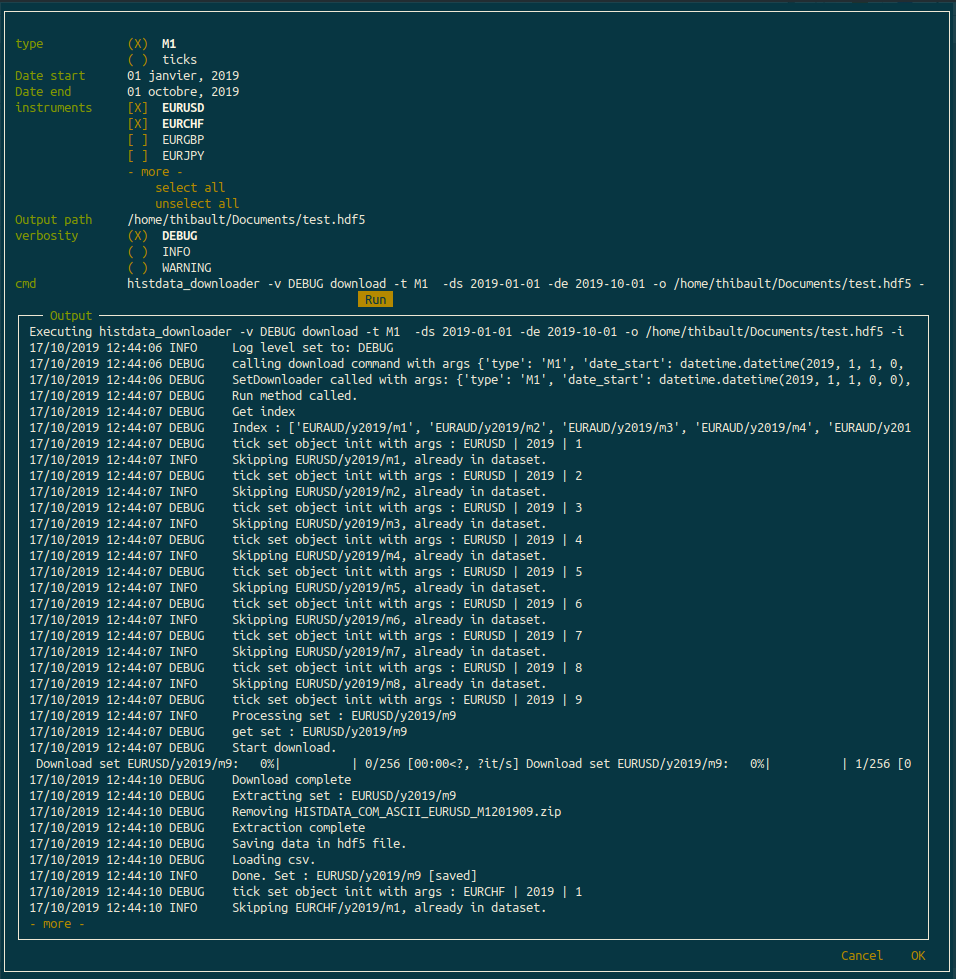 type (X) M1
( ) ticks
Date start 01 janvier, 2019
Date end 01 octobre, 2019
instruments [X] EURUSD
[X] EURCHF
[ ] EURGBP
[ ] EURJPY
- more -
select all
unselect all
Output path /home/thibault/Documents/test.hdf5
verbosity (X) DEBUG
( ) INFO
( ) WARNING
cmd histdata_downloader -v DEBUG download -t M1  -ds 2019-01-01 -de 2019-10-01 -o /home/thibault/Documents/test.hdf5 -
Run
Output
Executing histdata_downloader -v DEBUG download -t M1  -ds 2019-01-01 -de 2019-10-01 -o /home/thibault/Documents/test.hdf5 -i
17/10/2019 12:44:06 INFO Log level set to: DEBUG
17/10/2019 12:44:06 DEBUG calling download command with args {'type': 'M1', 'date_start': datetime.datetime(2019, 1, 1, 0,
17/10/2019 12:44:06 DEBUG SetDownloader called with args: {'type': 'M1', 'date_start': datetime.datetime(2019, 1, 1, 0, 0),
17/10/2019 12:44:07 DEBUG Run method called.
17/10/2019 12:44:07 DEBUG Get index
17/10/2019 12:44:07 DEBUG Index : ['EURAUD/y2019/m1', 'EURAUD/y2019/m2', 'EURAUD/y2019/m3', 'EURAUD/y2019/m4', 'EURAUD/y201
17/10/2019 12:44:07 DEBUG tick set object init with args : EURUSD | 2019 | 1
17/10/2019 12:44:07 INFO Skipping EURUSD/y2019/m1, already in dataset.
17/10/2019 12:44:07 DEBUG tick set object init with args : EURUSD | 2019 | 2
17/10/2019 12:44:07 INFO Skipping EURUSD/y2019/m2, already in dataset.
17/10/2019 12:44:07 DEBUG tick set object init with args : EURUSD | 2019 | 3
17/10/2019 12:44:07 INFO Skipping EURUSD/y2019/m3, already in dataset.
17/10/2019 12:44:07 DEBUG tick set object init with args : EURUSD | 2019 | 4
17/10/2019 12:44:07 INFO Skipping EURUSD/y2019/m4, already in dataset.
17/10/2019 12:44:07 DEBUG tick set object init with args : EURUSD | 2019 | 5
17/10/2019 12:44:07 INFO Skipping EURUSD/y2019/m5, already in dataset.
17/10/2019 12:44:07 DEBUG tick set object init with args : EURUSD | 2019 | 6
17/10/2019 12:44:07 INFO Skipping EURUSD/y2019/m6, already in dataset.
17/10/2019 12:44:07 DEBUG tick set object init with args : EURUSD | 2019 | 7
17/10/2019 12:44:07 INFO Skipping EURUSD/y2019/m7, already in dataset.
17/10/2019 12:44:07 DEBUG tick set object init with args : EURUSD | 2019 | 8
17/10/2019 12:44:07 INFO Skipping EURUSD/y2019/m8, already in dataset.
17/10/2019 12:44:07 DEBUG tick set object init with args : EURUSD | 2019 | 9
17/10/2019 12:44:07 INFO Processing set : EURUSD/y2019/m9
17/10/2019 12:44:07 DEBUG get set : EURUSD/y2019/m9
17/10/2019 12:44:07 DEBUG Start download.
Download set EURUSD/y2019/m9:   0%|          | 0/256 [00:00<?, ?it/s] Download set EURUSD/y2019/m9:   0%|          | 1/256 [0
17/10/2019 12:44:10 DEBUG Download complete
17/10/2019 12:44:10 DEBUG Extracting set : EURUSD/y2019/m9
17/10/2019 12:44:10 DEBUG Removing HISTDATA_COM_ASCII_EURUSD_M1201909.zip
17/10/2019 12:44:10 DEBUG Extraction complete
17/10/2019 12:44:10 DEBUG Saving data in hdf5 file.
17/10/2019 12:44:10 DEBUG Loading csv.
17/10/2019 12:44:10 INFO Done. Set : EURUSD/y2019/m9 [saved]
17/10/2019 12:44:10 DEBUG tick set object init with args : EURCHF | 2019 | 1
17/10/2019 12:44:10 INFO Skipping EURCHF/y2019/m1, already in dataset.
- more -
Cancel OK